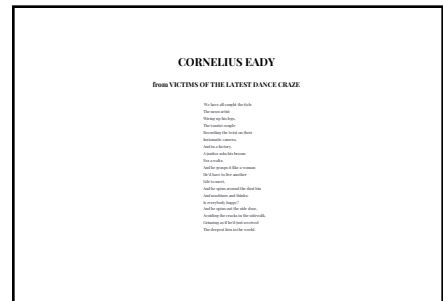 CORNELIUS EADY
from VICTIMS OF THE LATEST DANCE CRAZE
We have all caught the itch:
The neon artist
Wiring up his legs,
The tourist couple
Recording the twist on their
Instamatic camera,
And in a factory,
A janitor asks his broom
For a waltz,
And he grasps it like a woman
He'd have to live another
Life to meet,
And he spins around the dust bin
And machines and thinks:
Is everybody happy?
And he spins out the side door,
Avoiding the cracks in the sidewalk,
Grinning as if he'd just received
The deepest kiss in the world.